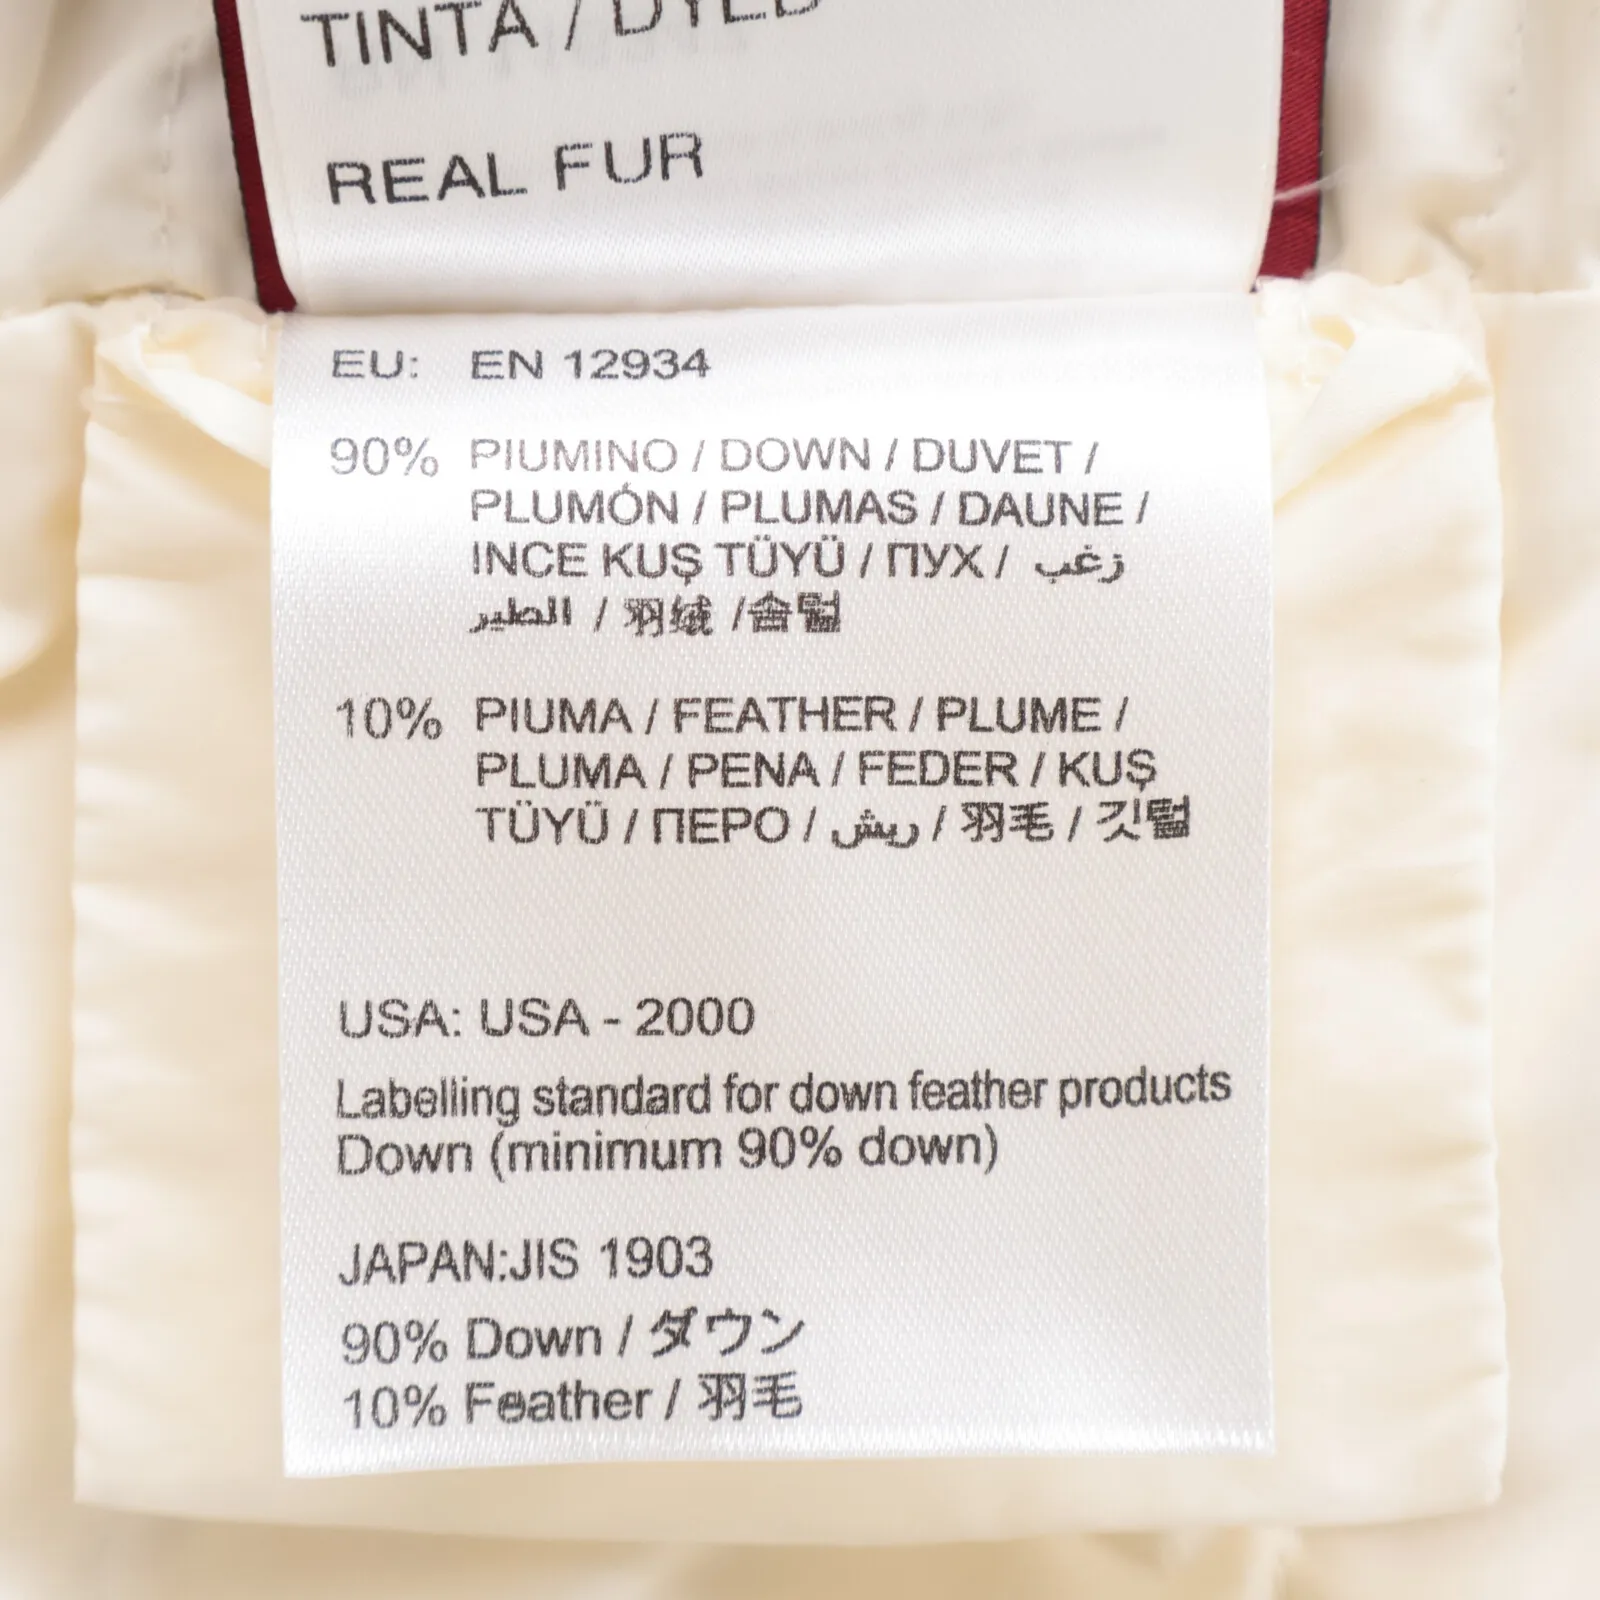 TINTA / DYED
REAL FUR
EU: EN 12934
90% PIUMINO / DOWN / DUVET /
PLUMÓN / PLUMAS / DAUNE /
INCE KUŞ TÜYÜ / ПУХ / زغب
الطير / 羽绒 /솜털
10% PIUMA / FEATHER / PLUME /
PLUMA / PENA / FEDER / KUŞ
TÜYÜ / ПЕРО / ريش / 羽毛 / 깃털
USA: USA - 2000
Labelling standard for down feather products
Down (minimum 90% down)
JAPAN:JIS 1903
90% Down / ダウン
10% Feather / 羽毛